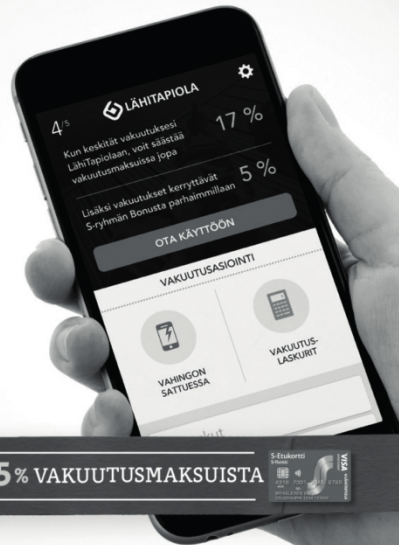 4/5
LÄHITAPIOLA
Kun keskität vakuutuksesi
LähiTapiolaan, voit säästää
vakuutusmaksuissa jopa
17 %
Lisäksi vakuutukset kerryttävät
S-ryhmän Bonusta parhaimmillaan
5 %
OTA KÄYTTÖÖN
VAKUUTUSASIOINTI
VAHINGON
SATTUESSA
VAKUUTUS-
LASKURIT
5% VAKUUTUSMAKSUISTA
S-Etukortti
S-Pankki
VISA